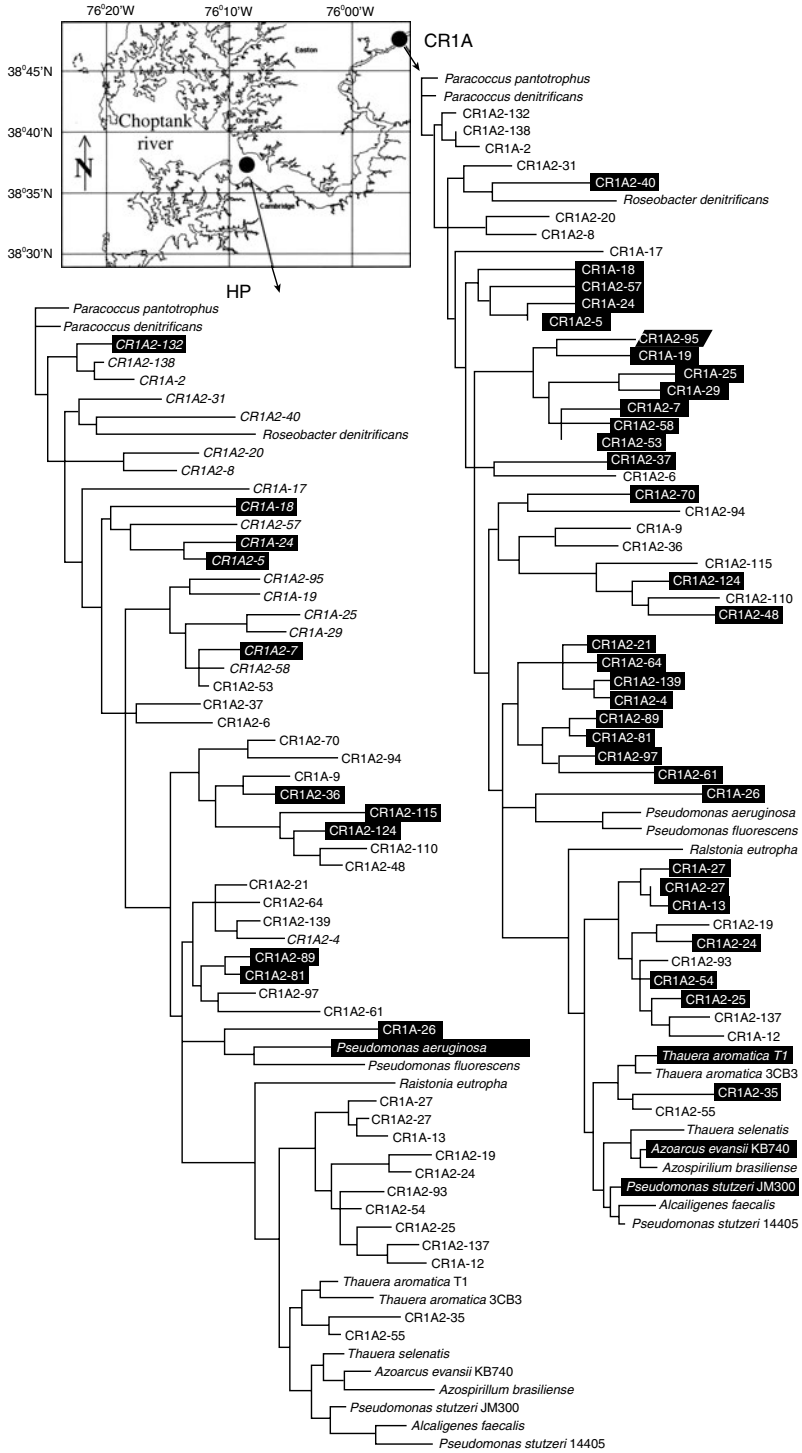 76°20'W 76°10'W 76°00'W
38°45'N
38°40'N
38°35'N
38°30'N
Easton
Oxford
Cambridge
Choptank
river
N
CR1A
HP
Paracoccus pantotrophus
Paracoccus denitrificans
CR1A2-132
CR1A2-138
CR1A-2
CR1A2-31
CR1A2-40
Roseobacter denitrificans
CR1A2-20
CR1A2-8
CR1A-17
CR1A-18
CR1A2-57
CR1A-24
CR1A2-5
CR1A2-95
CR1A-19
CR1A-25
CR1A-29
CR1A2-7
CR1A2-58
CR1A2-53
CR1A2-37
CR1A2-6
CR1A2-70
CR1A2-94
CR1A-9
CR1A2-36
CR1A2-115
CR1A2-124
CR1A2-110
CR1A2-48
CR1A2-21
CR1A2-64
CR1A2-139
CR1A2-4
CR1A2-89
CR1A2-81
CR1A2-97
CR1A2-61
CR1A-26
Pseudomonas aeruginosa
Pseudomonas fluorescens
Raistonia eutropha
CR1A-27
CR1A2-27
CR1A-13
CR1A2-19
CR1A2-24
CR1A2-93
CR1A2-54
CR1A2-25
CR1A2-137
CR1A-12
Thauera aromatica T1
Thauera aromatica 3CB3
CR1A2-35
CR1A2-55
Thauera selenatis
Azoarcus evansii KB740
Azospirillum brasiliense
Pseudomonas stutzeri JM300
Alcaligenes faecalis
Pseudomonas stutzeri 14405
Paracoccus pantotrophus
Paracoccus denitrificans
CR1A2-132
CR1A2-138
CR1A-2
CR1A2-31
CR1A2-40
Roseobacter denitrificans
CR1A2-20
CR1A2-8
CR1A-17
CR1A-18
CR1A2-57
CR1A-24
CR1A2-5
CR1A2-95
CR1A-19
CR1A-25
CR1A-29
CR1A2-7
CR1A2-58
CR1A2-53
CR1A2-37
CR1A2-6
CR1A2-70
CR1A2-94
CR1A-9
CR1A2-36
CR1A2-115
CR1A2-124
CR1A2-110
CR1A2-48
CR1A2-21
CR1A2-64
CR1A2-139
CR1A2-4
CR1A2-89
CR1A2-81
CR1A2-97
CR1A2-61
CR1A-26
Pseudomonas aeruginosa
Pseudomonas fluorescens
Ralstonia eutropha
CR1A-27
CR1A2-27
CR1A-13
CR1A2-19
CR1A2-24
CR1A2-93
CR1A2-54
CR1A2-25
CR1A2-137
CR1A-12
Thauera aromatica T1
Thauera aromatica 3CB3
CR1A2-35
CR1A2-55
Thauera selenatis
Azoarcus evansii KB740
Azospirilium brasiliense
Pseudomonas stutzeri JM300
Alcailigenes faecalis
Pseudomonas stutzeri 14405